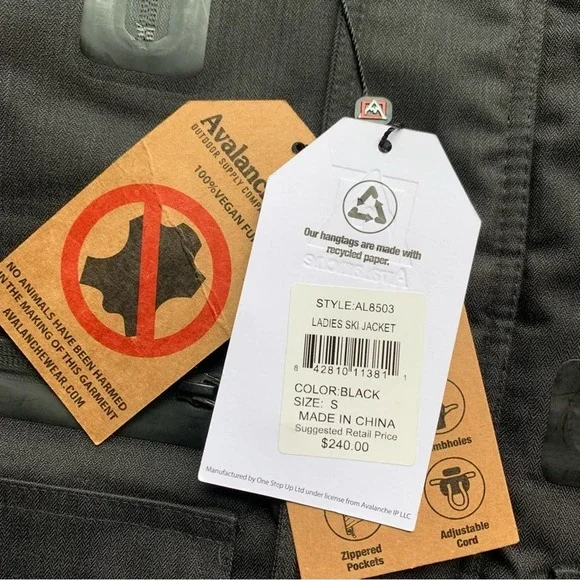 Avalanche
OUTDOOR SUPPLY COMP
100% VEGAN FU
NO ANIMALS HAVE BEEN HARMED
IN THE MAKING OF THIS GARMENT
AVALANCHEWEAR.COM
Our hangtags are made with
recycled paper.
STYLE:AL8503
LADIES SKI JACKET
8 42810 11381 1
COLOR:BLACK
SIZE: S
MADE IN CHINA
Suggested Retail Price
$240.00
Manufactured by One Stop Up Ltd under license from Avalanche IP LLC
mbholes
Zippered
Pockets
Adjustable
Cord